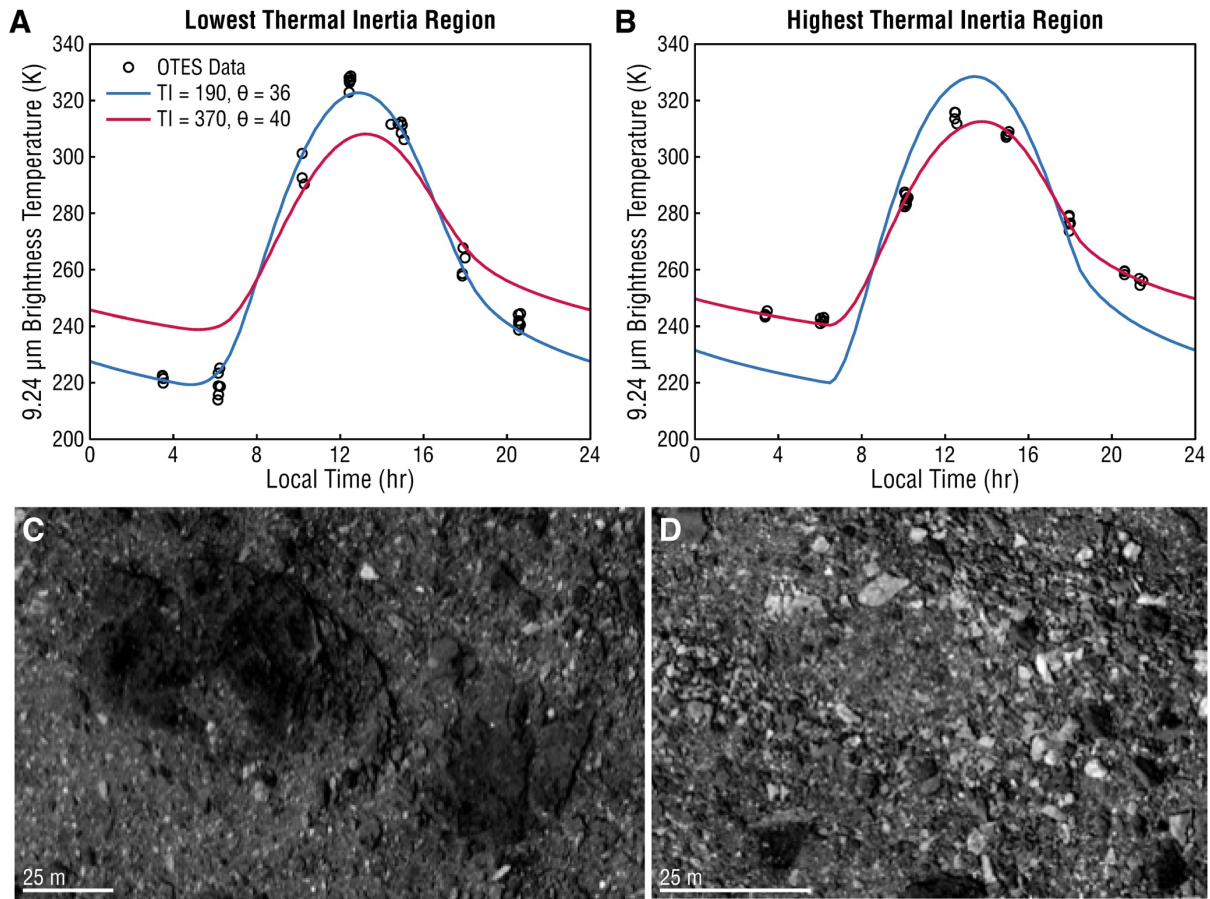 A
Lowest Thermal Inertia Region
340
320
300
280
260
240
220
200
9.24 µm Brightness Temperature (K)
OTES Data
TI = 190, θ = 36
TI = 370, θ = 40
0 4 8 12 16 20 24
Local Time (hr)
B
Highest Thermal Inertia Region
340
320
300
280
260
240
220
200
9.24 µm Brightness Temperature (K)
0 4 8 12 16 20 24
Local Time (hr)
C
25 m
D
25 m